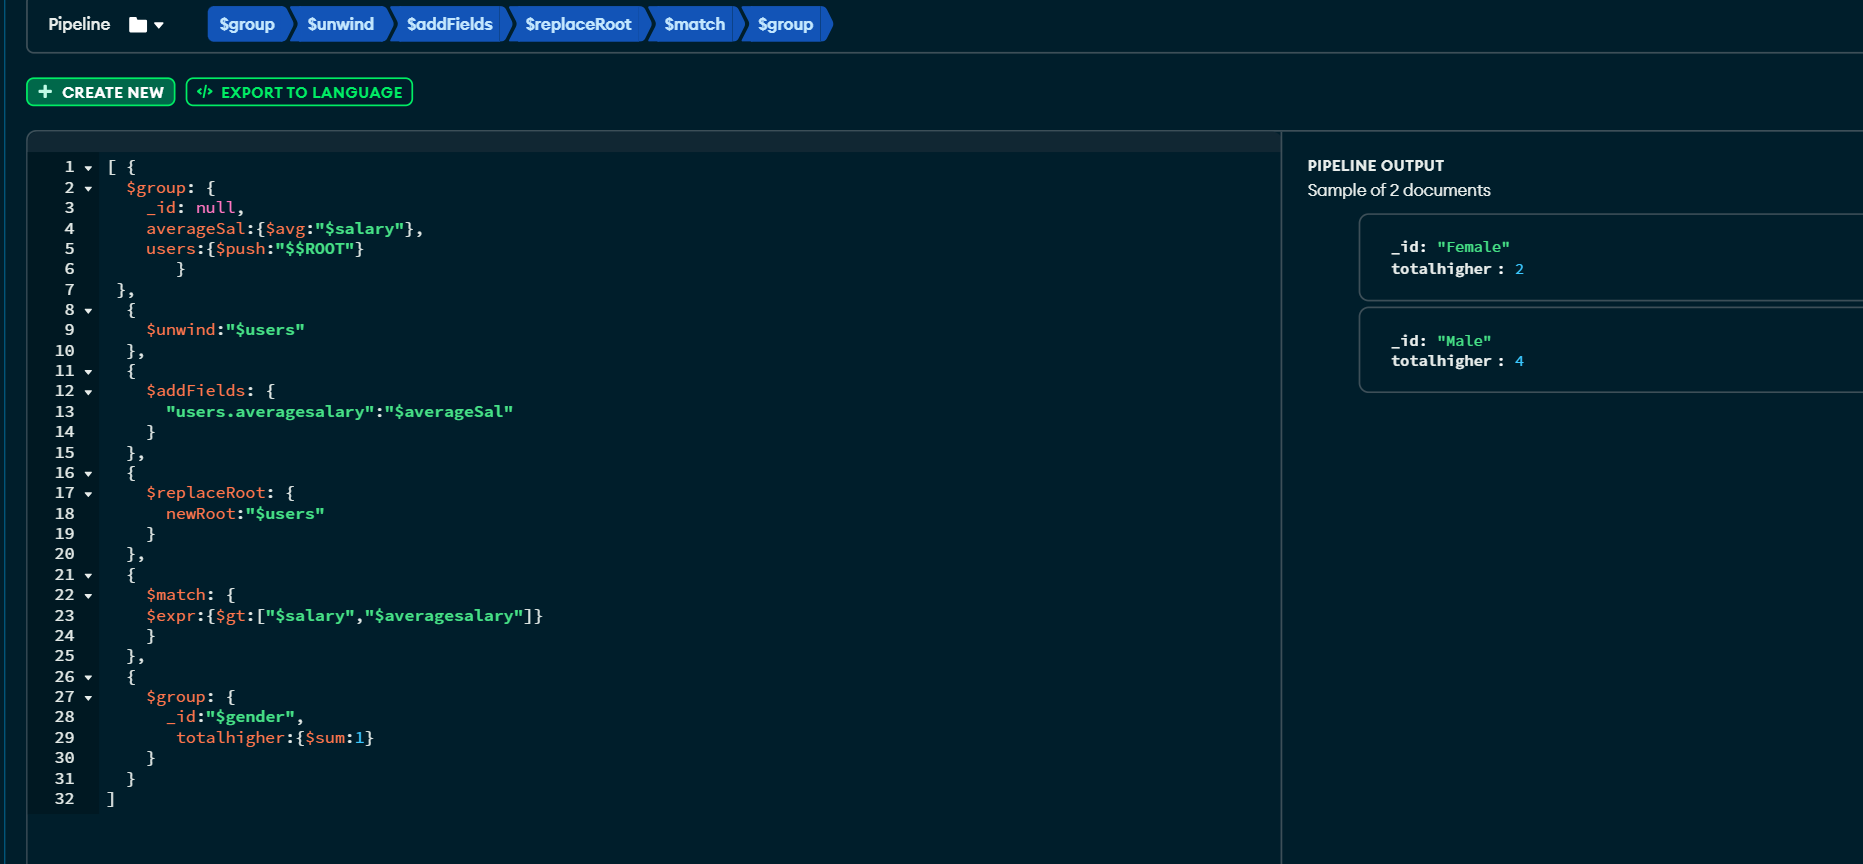 Pipeline
$group $unwind $addFields $replaceRoot $match $group
+ CREATE NEW </> EXPORT TO LANGUAGE
1 [ {
2 $group: {
3 _id: null,
4 averageSal:{$avg:"$salary"},
5 users:{$push:"$$ROOT"}
6 }
7 },
8 {
9 $unwind:"$users"
10 },
11 {
12 $addFields: {
13 "users.averagesalary":"$averageSal"
14 }
15 },
16 {
17 $replaceRoot: {
18 newRoot:"$users"
19 }
20 },
21 {
22 $match: {
23 $expr:{$gt:["$salary","$averagesalary"]}
24 }
25 },
26 {
27 $group: {
28 _id:"$gender",
29 totalhigher:{$sum:1}
30 }
31 }
32 ]
PIPELINE OUTPUT
Sample of 2 documents
_id: "Female"
totalhigher : 2
_id: "Male"
totalhigher : 4